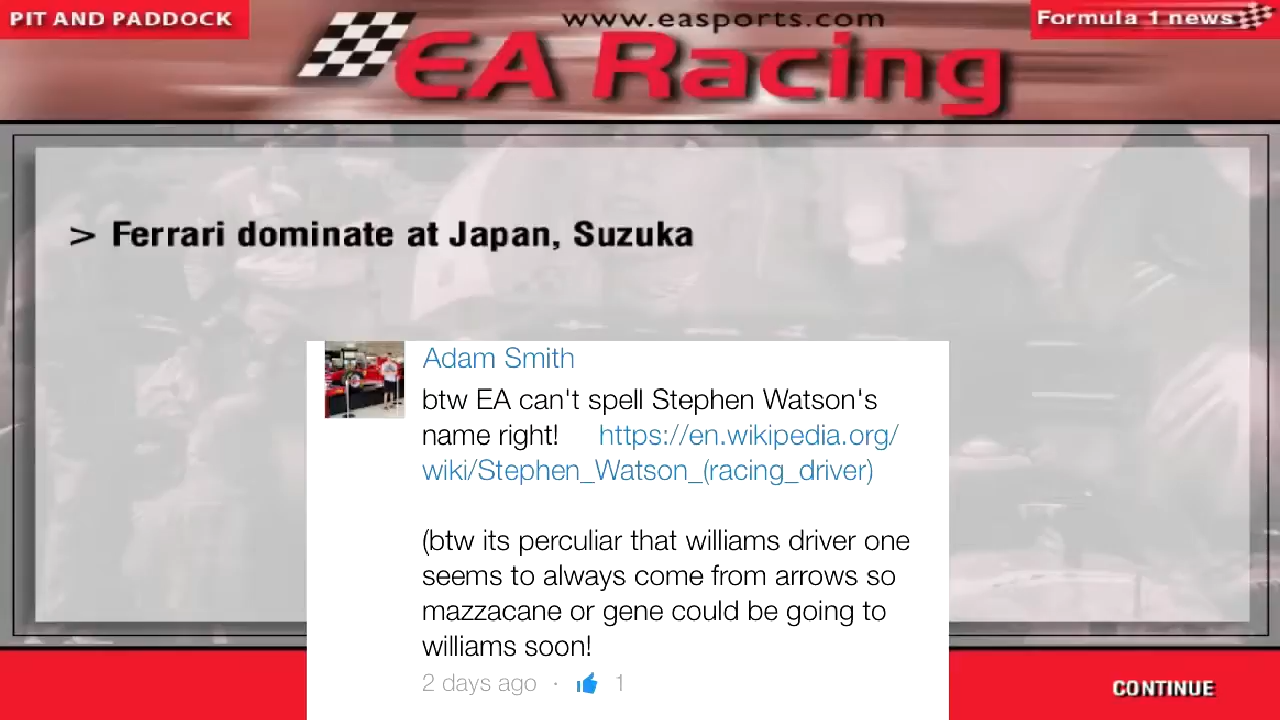 PIT AND PADDOCK
www.easports.com
Formula 1 news
EA Racing
> Ferrari dominate at Japan, Suzuka
Adam Smith
btw EA can't spell Stephen Watson's
name right! https://en.wikipedia.org/
wiki/Stephen_Watson_(racing_driver)
(btw its perculiar that williams driver one
seems to always come from arrows so
mazzacane or gene could be going to
williams soon!
2 days ago · 1
CONTINUE